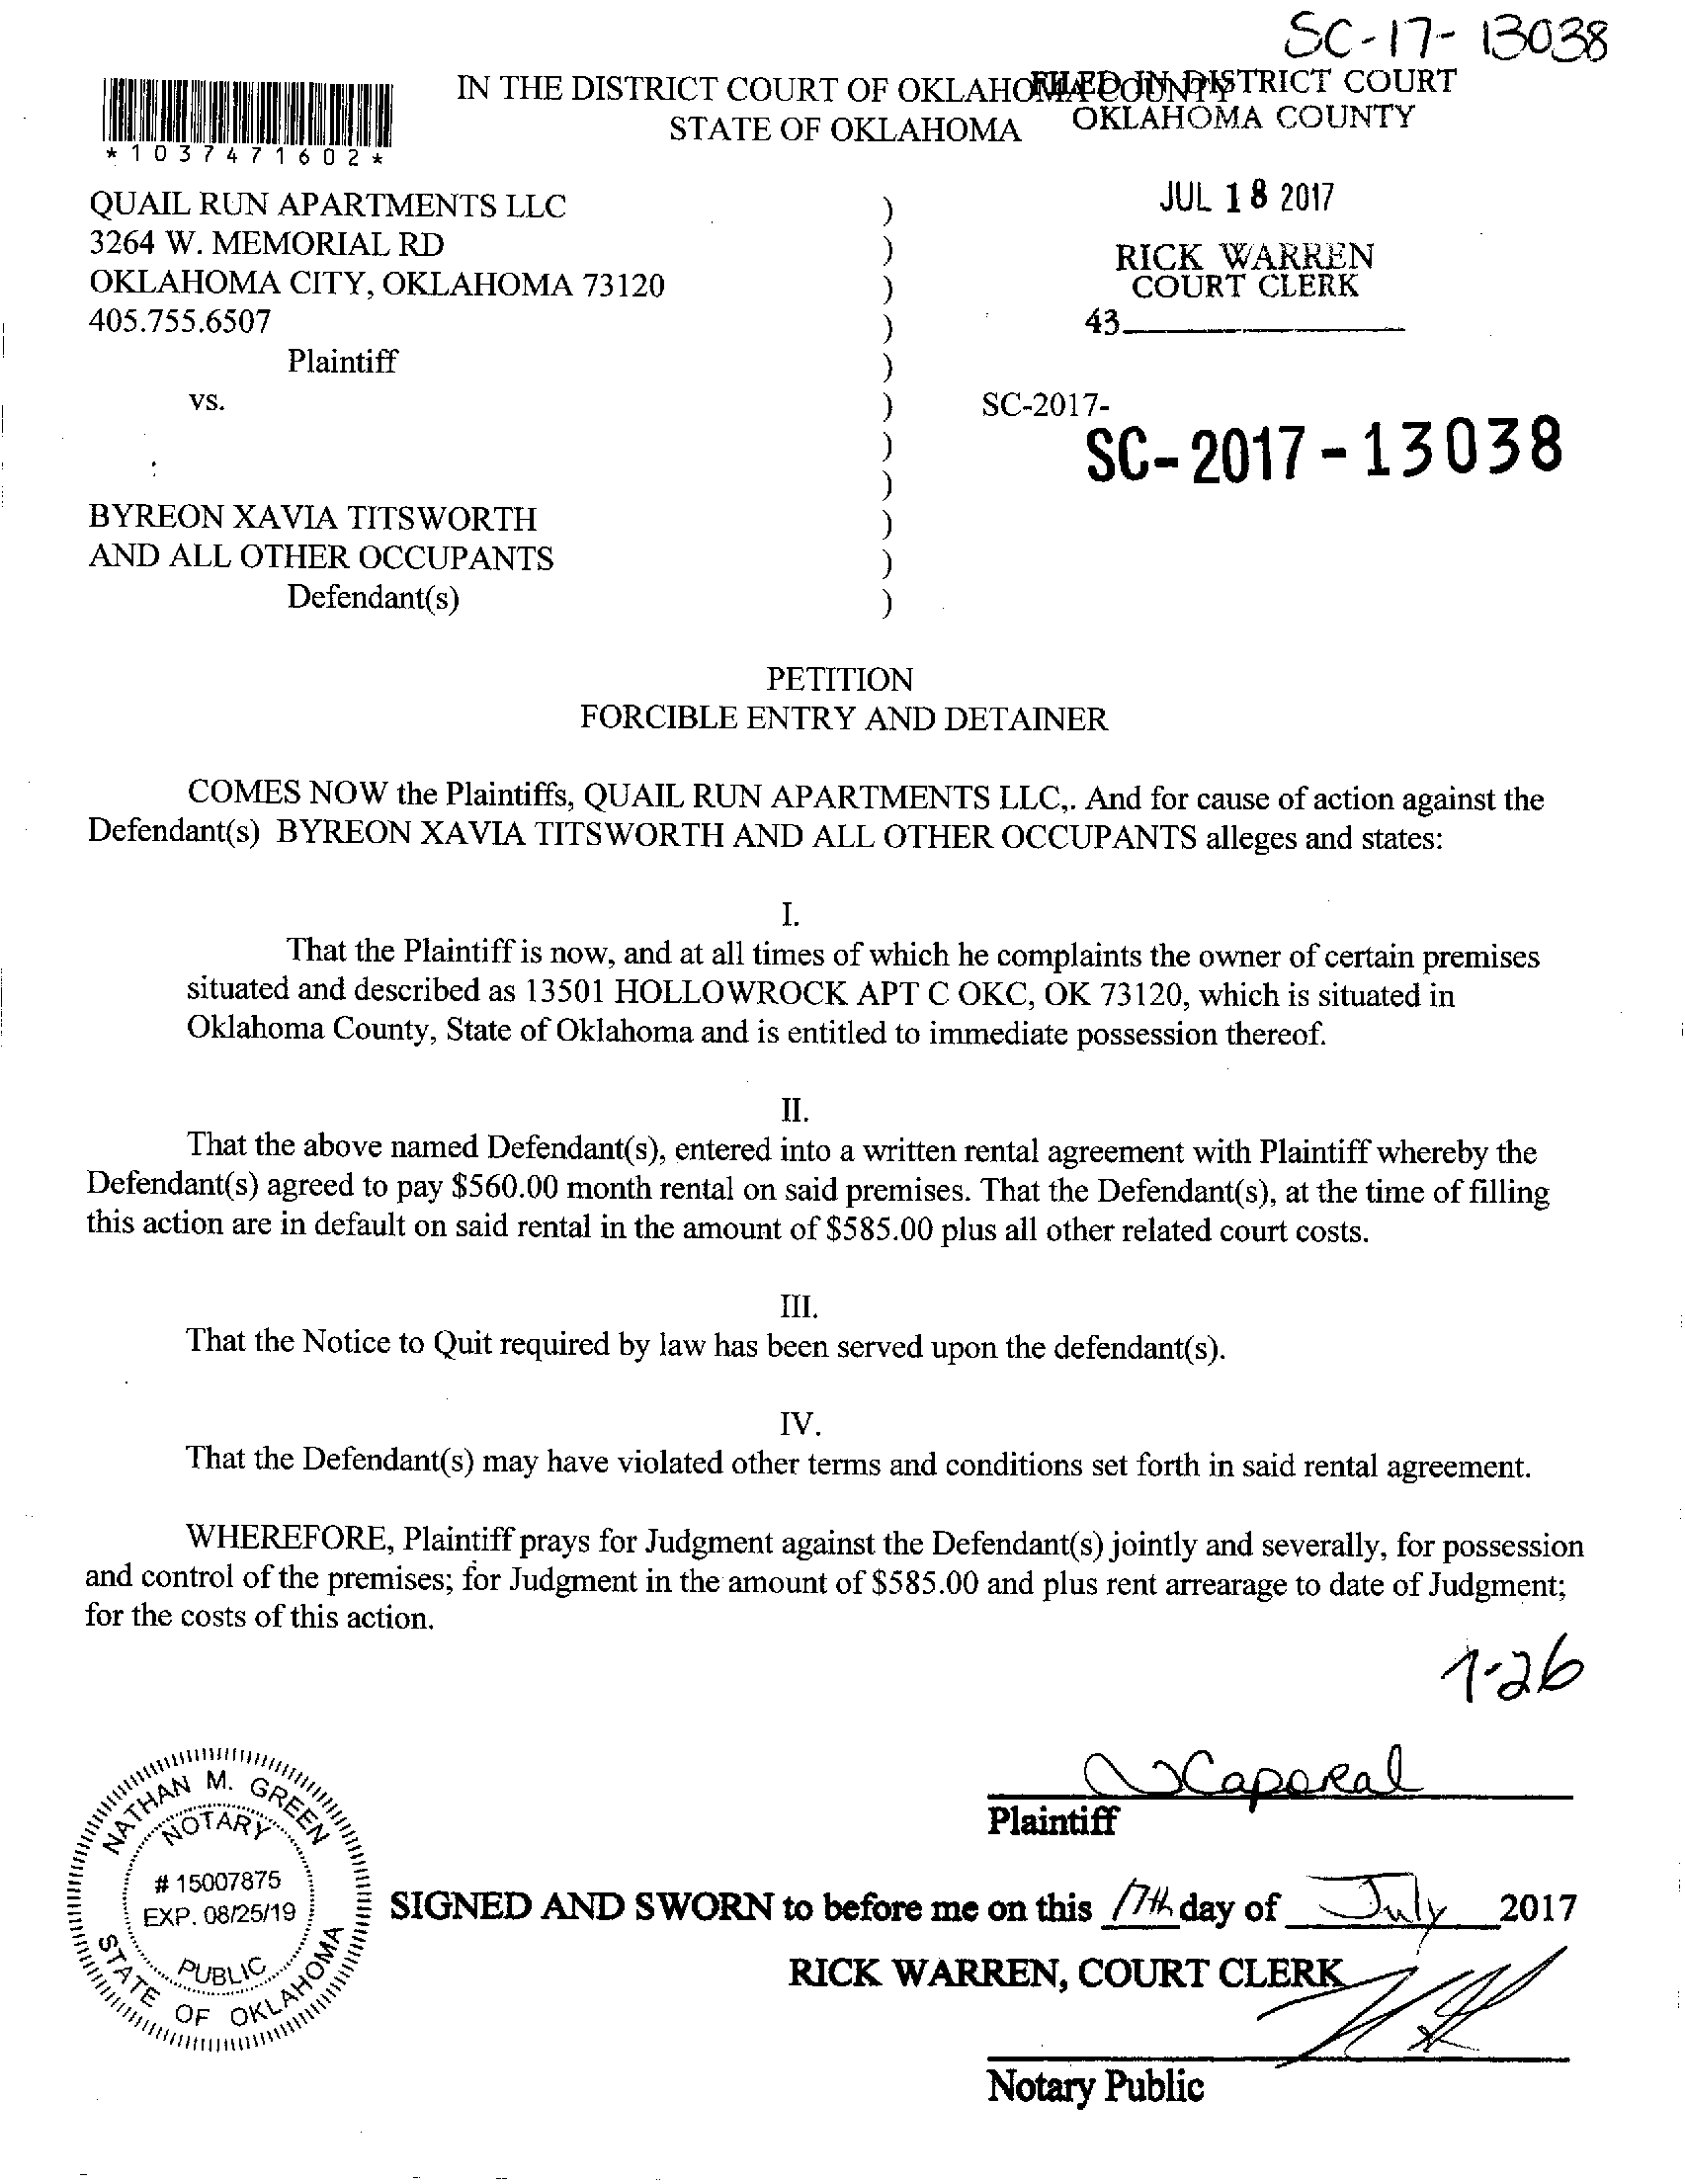 SC-17-13038
IN THE DISTRICT COURT OF OKLAHOMA COUNTY
FILED IN DISTRICT COURT
STATE OF OKLAHOMA
OKLAHOMA COUNTY
*1037471602*
QUAIL RUN APARTMENTS LLC )
JUL 18 2017
3264 W. MEMORIAL RD )
RICK WARREN
OKLAHOMA CITY, OKLAHOMA 73120 )
COURT CLERK
405.755.6507 )
43
Plaintiff )
vs. ) SC-2017-
) SC-2017-13038
)
BYREON XAVIA TITSWORTH )
AND ALL OTHER OCCUPANTS )
Defendant(s) )
PETITION
FORCIBLE ENTRY AND DETAINER
COMES NOW the Plaintiffs, QUAIL RUN APARTMENTS LLC,. And for cause of action against the
Defendant(s) BYREON XAVIA TITSWORTH AND ALL OTHER OCCUPANTS alleges and states:
I.
That the Plaintiff is now, and at all times of which he complaints the owner of certain premises
situated and described as 13501 HOLLOWROCK APT C OKC, OK 73120, which is situated in
Oklahoma County, State of Oklahoma and is entitled to immediate possession thereof.
II.
That the above named Defendant(s), entered into a written rental agreement with Plaintiff whereby the
Defendant(s) agreed to pay $560.00 month rental on said premises. That the Defendant(s), at the time of filling
this action are in default on said rental in the amount of $585.00 plus all other related court costs.
III.
That the Notice to Quit required by law has been served upon the defendant(s).
IV.
That the Defendant(s) may have violated other terms and conditions set forth in said rental agreement.
WHEREFORE, Plaintiff prays for Judgment against the Defendant(s) jointly and severally, for possession
and control of the premises; for Judgment in the amount of $585.00 and plus rent arrearage to date of Judgment;
for the costs of this action.
7-26
Caporal
Plaintiff
NATHAN M. GREEN
NOTARY
# 15007875
EXP. 08/25/19
PUBLIC
STATE OF OKLAHOMA
SIGNED AND SWORN to before me on this 17th day of July 2017
RICK WARREN, COURT CLERK
Notary Public